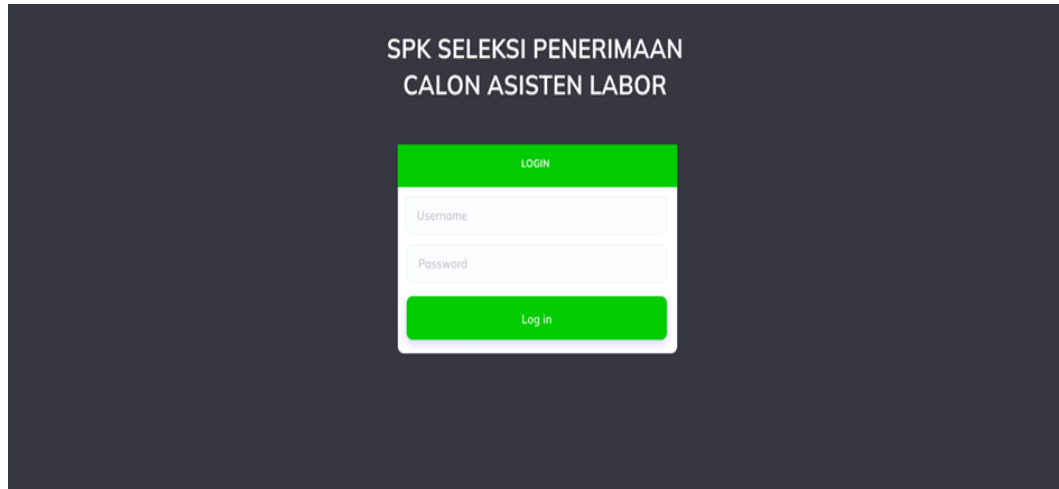 SPK SELEKSI PENERIMAAN
CALON ASISTEN LABOR
LOGIN
Username
Password
Log in